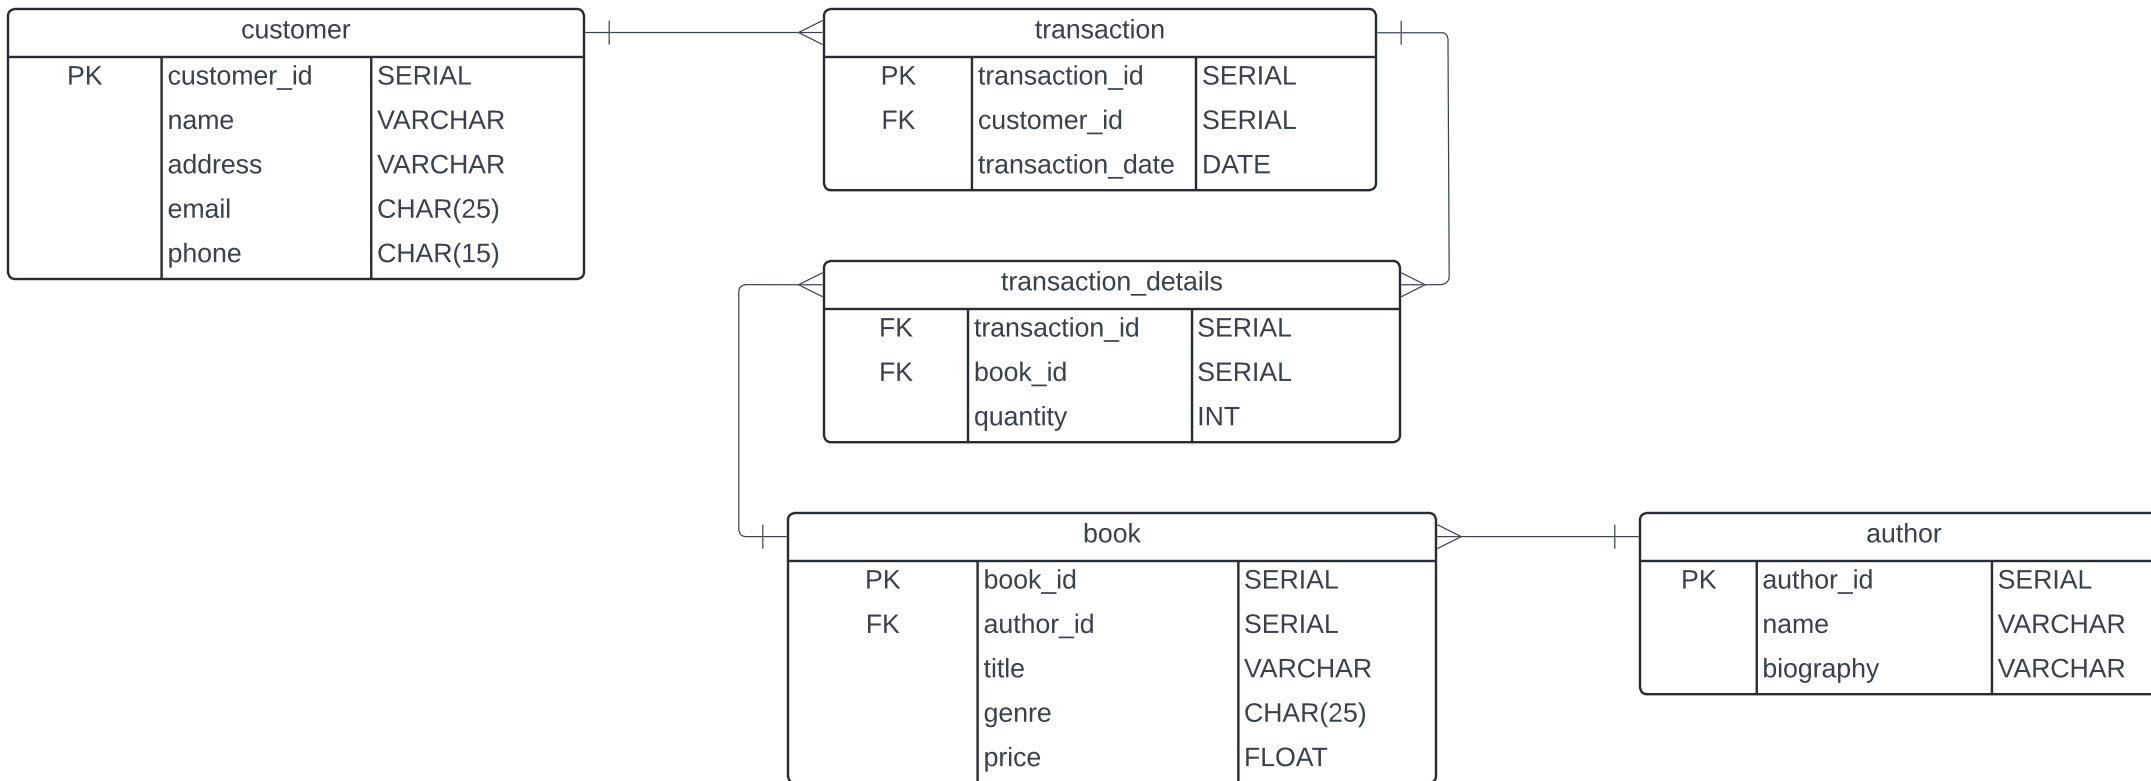 customer
PK customer_id SERIAL
name VARCHAR
address VARCHAR
email CHAR(25)
phone CHAR(15)
transaction
PK transaction_id SERIAL
FK customer_id SERIAL
transaction_date DATE
transaction_details
FK transaction_id SERIAL
FK book_id SERIAL
quantity INT
book
PK book_id SERIAL
FK author_id SERIAL
title VARCHAR
genre CHAR(25)
price FLOAT
author
PK author_id SERIAL
name VARCHAR
biography VARCHAR